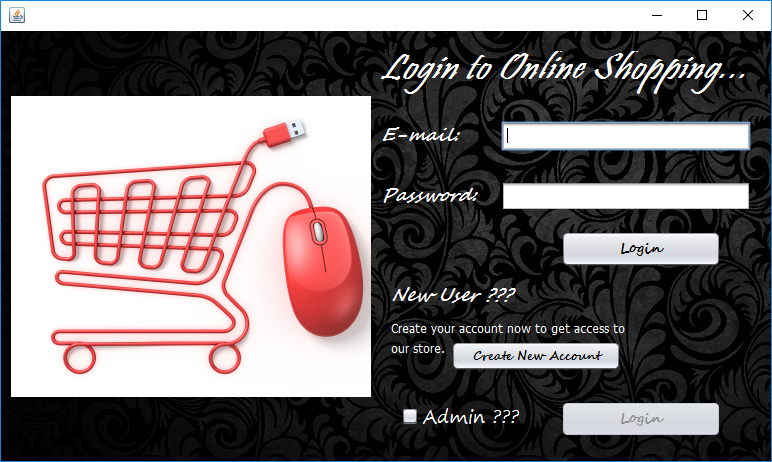 Login to Online Shopping...
E-mail:
Password:
Login
New User ???
Create your account now to get access to
our store.
Create New Account
Admin ???
Login